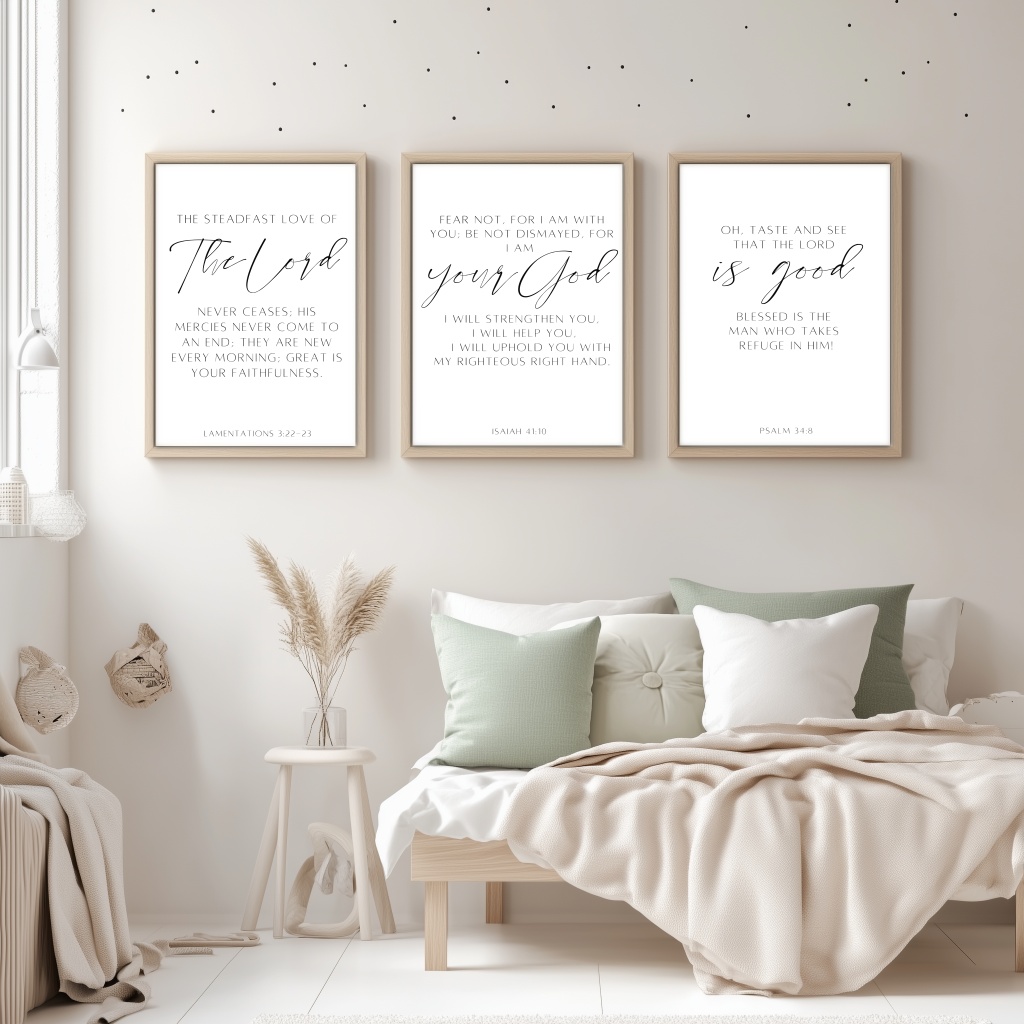 THE STEADFAST LOVE OF
The Lord
NEVER CEASES; HIS
MERCIES NEVER COME TO
AN END; THEY ARE NEW
EVERY MORNING; GREAT IS
YOUR FAITHFULNESS.
LAMENTATIONS 3:22-23
FEAR NOT, FOR I AM WITH
YOU; BE NOT DISMAYED, FOR
I AM
your God
I WILL STRENGTHEN YOU,
I WILL HELP YOU,
I WILL UPHOLD YOU WITH
MY RIGHTEOUS RIGHT HAND.
ISAIAH 41:10
OH, TASTE AND SEE
THAT THE LORD
is good
BLESSED IS THE
MAN WHO TAKES
REFUGE IN HIM!
PSALM 34:8